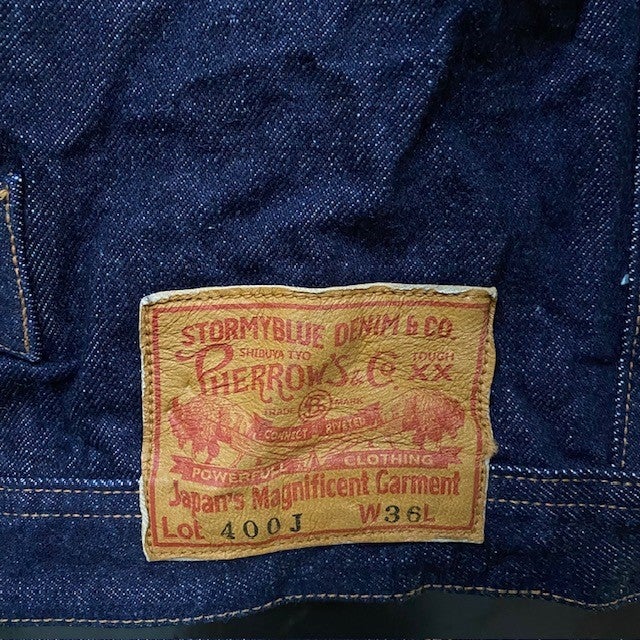 STORMYBLUE DENIM & CO.
SHIBUYA TYO TOUGH
PHERROW'S & Co. XX
TRADE MARK
CONNECT RIVETED
POWERFULL CLOTHING
Japan's Magnificent Garment
Lot 400J W 36 L